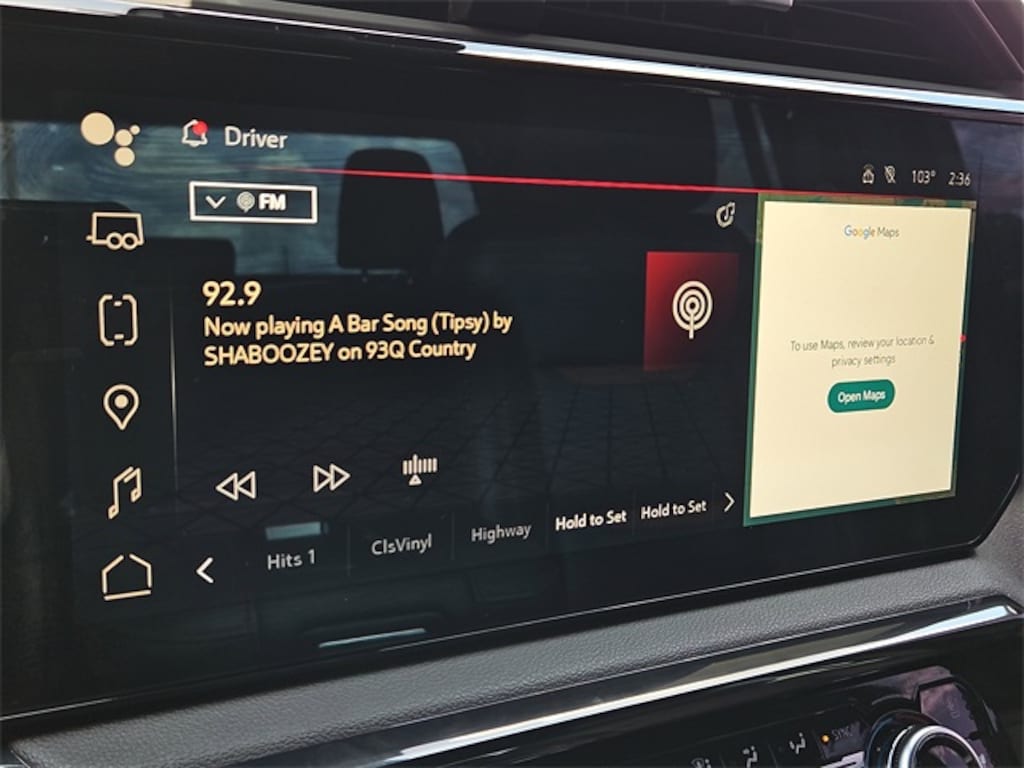 Driver
103° 2:36
FM
Google Maps
92.9
Now playing A Bar Song (Tipsy) by
SHABOOZEY on 93Q Country
To use Maps, review your location &
privacy settings
Open Maps
Hits 1 ClsVinyl Highway Hold to Set Hold to Set
SYNC